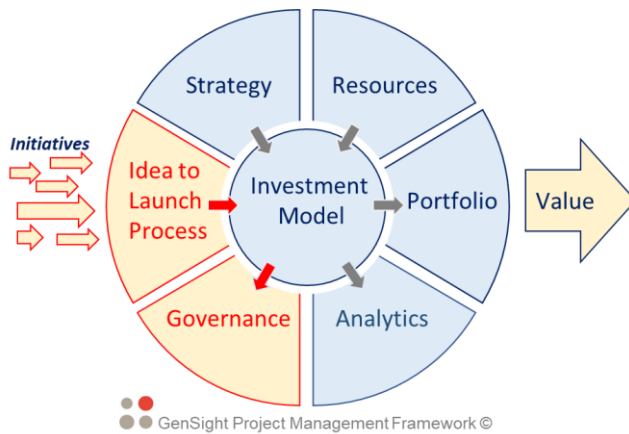 Strategy
Resources
Initiatives
Idea to
Launch
Process
Investment
Model
Portfolio
Value
Governance
Analytics
GenSight Project Management Framework ©